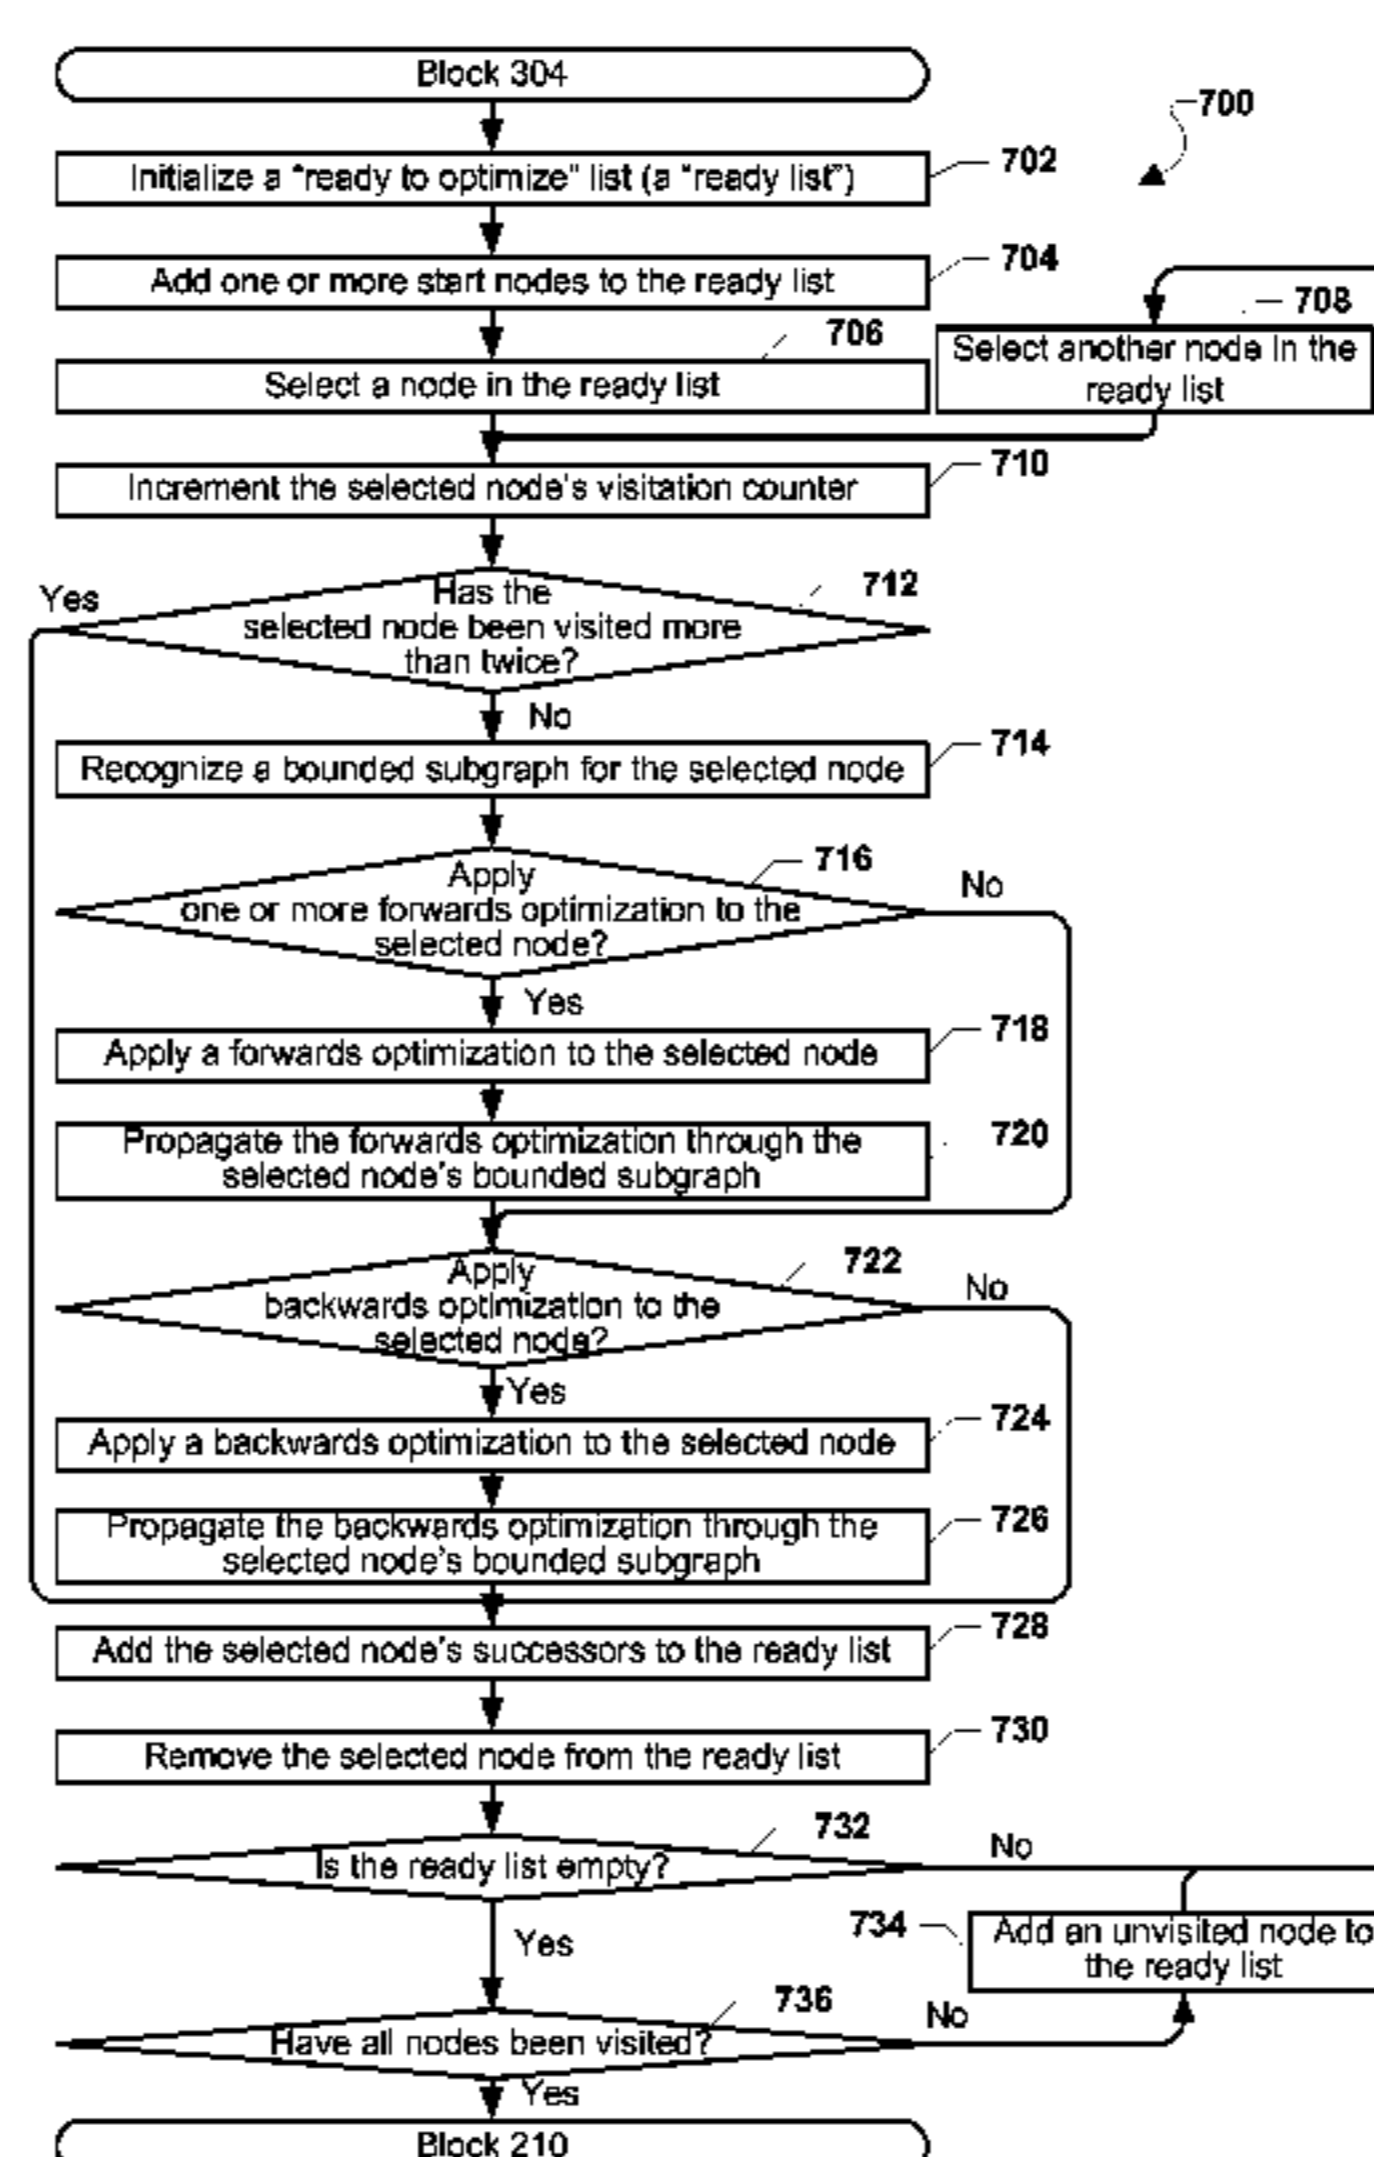 Block 304
700
Initialize a "ready to optimize" list (a "ready list")
702
Add one or more start nodes to the ready list
704
706
Select a node in the ready list
708
Select another node in the
ready list
Increment the selected node's visitation counter
710
Yes
Has the
selected node been visited more
than twice?
712
No
Recognize a bounded subgraph for the selected node
714
Apply
one or more forwards optimization to the
selected node?
716
No
Yes
Apply a forwards optimization to the selected node
718
Propagate the forwards optimization through the
selected node's bounded subgraph
720
Apply
backwards optimization to the
selected node?
722
No
Yes
Apply a backwards optimization to the selected node
724
Propagate the backwards optimization through the
selected node's bounded subgraph
726
Add the selected node's successors to the ready list
728
Remove the selected node from the ready list
730
Is the ready list empty?
732
No
Yes
734
Add an unvisited node to
the ready list
Have all nodes been visited?
736
No
Yes
Block 210